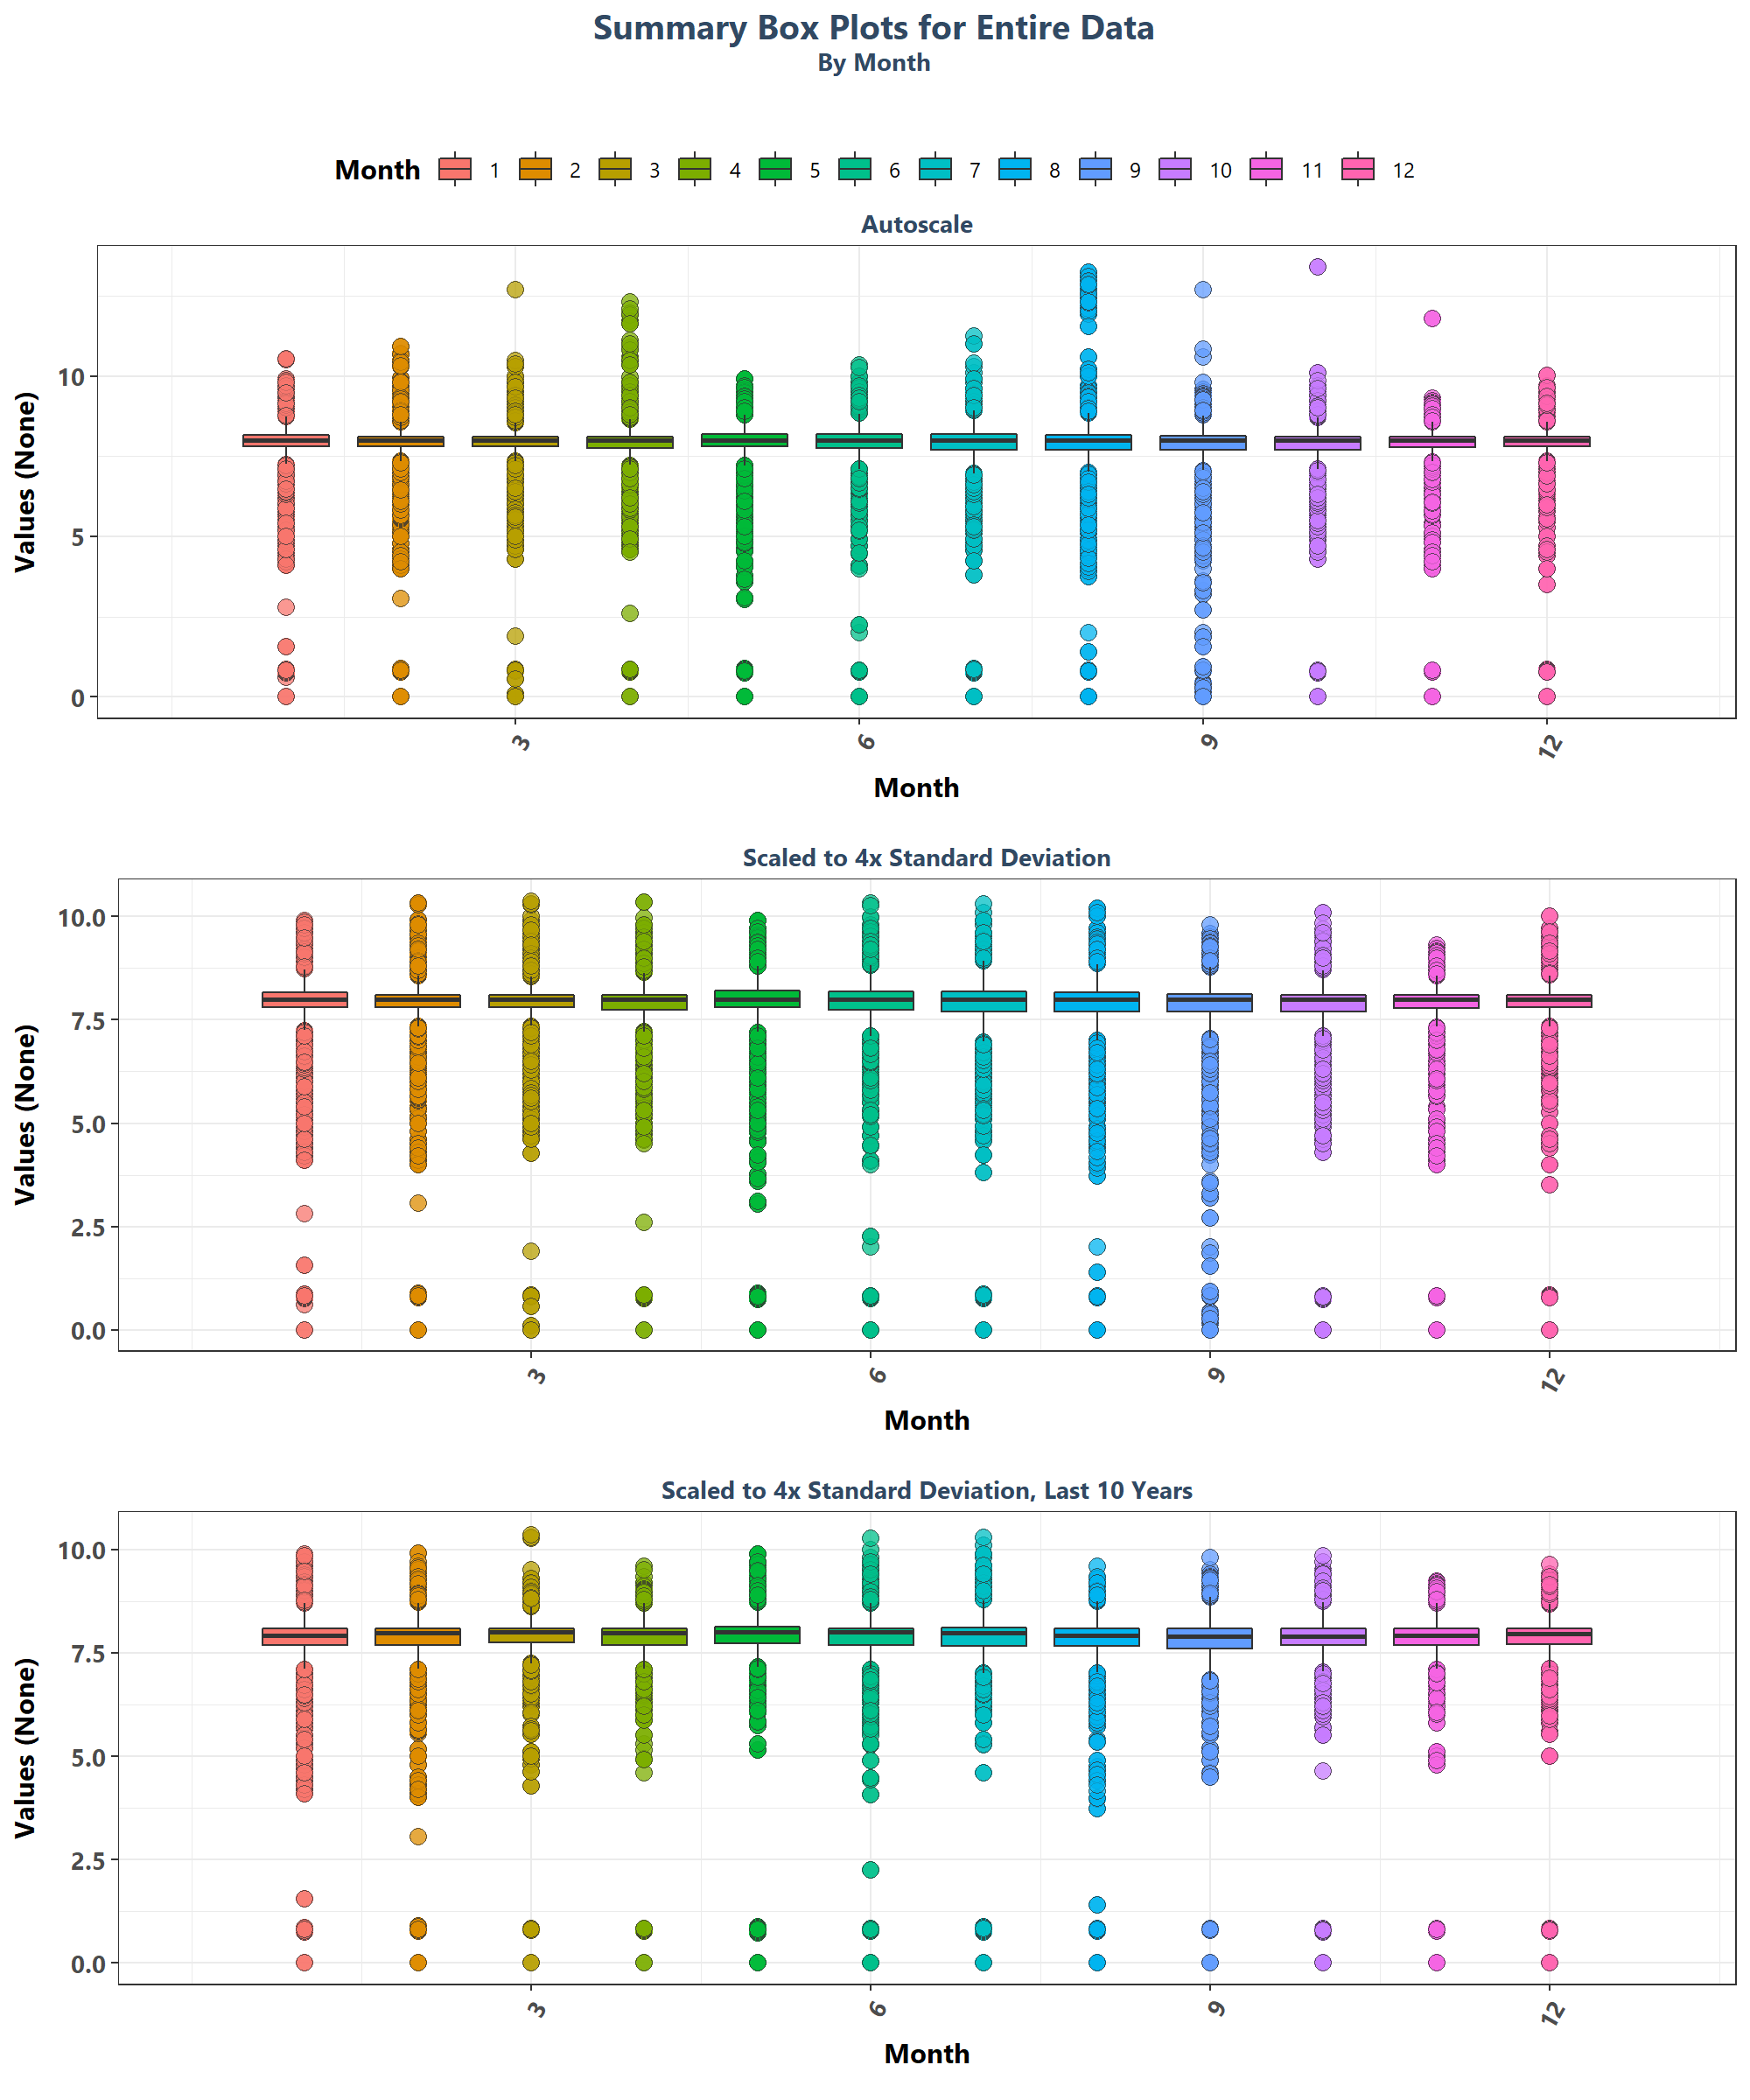 Summary Box Plots for Entire Data
By Month
Month 1 2 3 4 5 6 7 8 9 10 11 12
Autoscale
Values (None)
10
5
0
3 6 9 12
Month
Scaled to 4x Standard Deviation
Values (None)
10.0
7.5
5.0
2.5
0.0
3 6 9 12
Month
Scaled to 4x Standard Deviation, Last 10 Years
Values (None)
10.0
7.5
5.0
2.5
0.0
3 6 9 12
Month